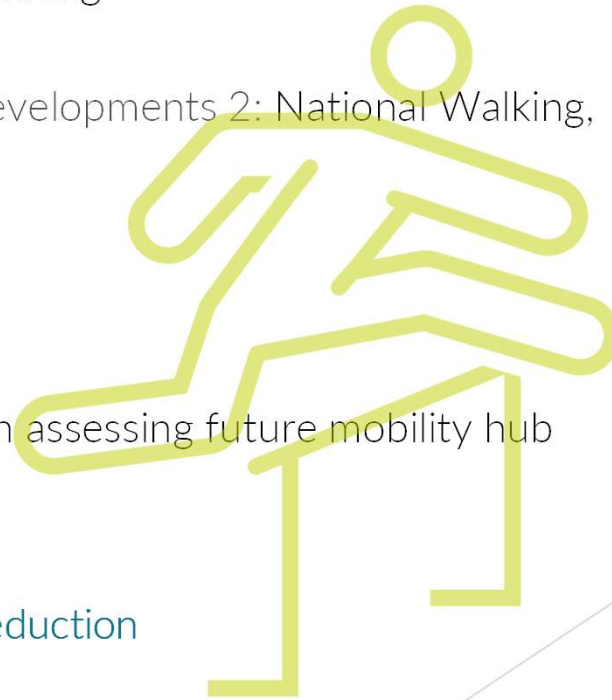 evelopments 2: National Walking,
n assessing future mobility hub
eduction